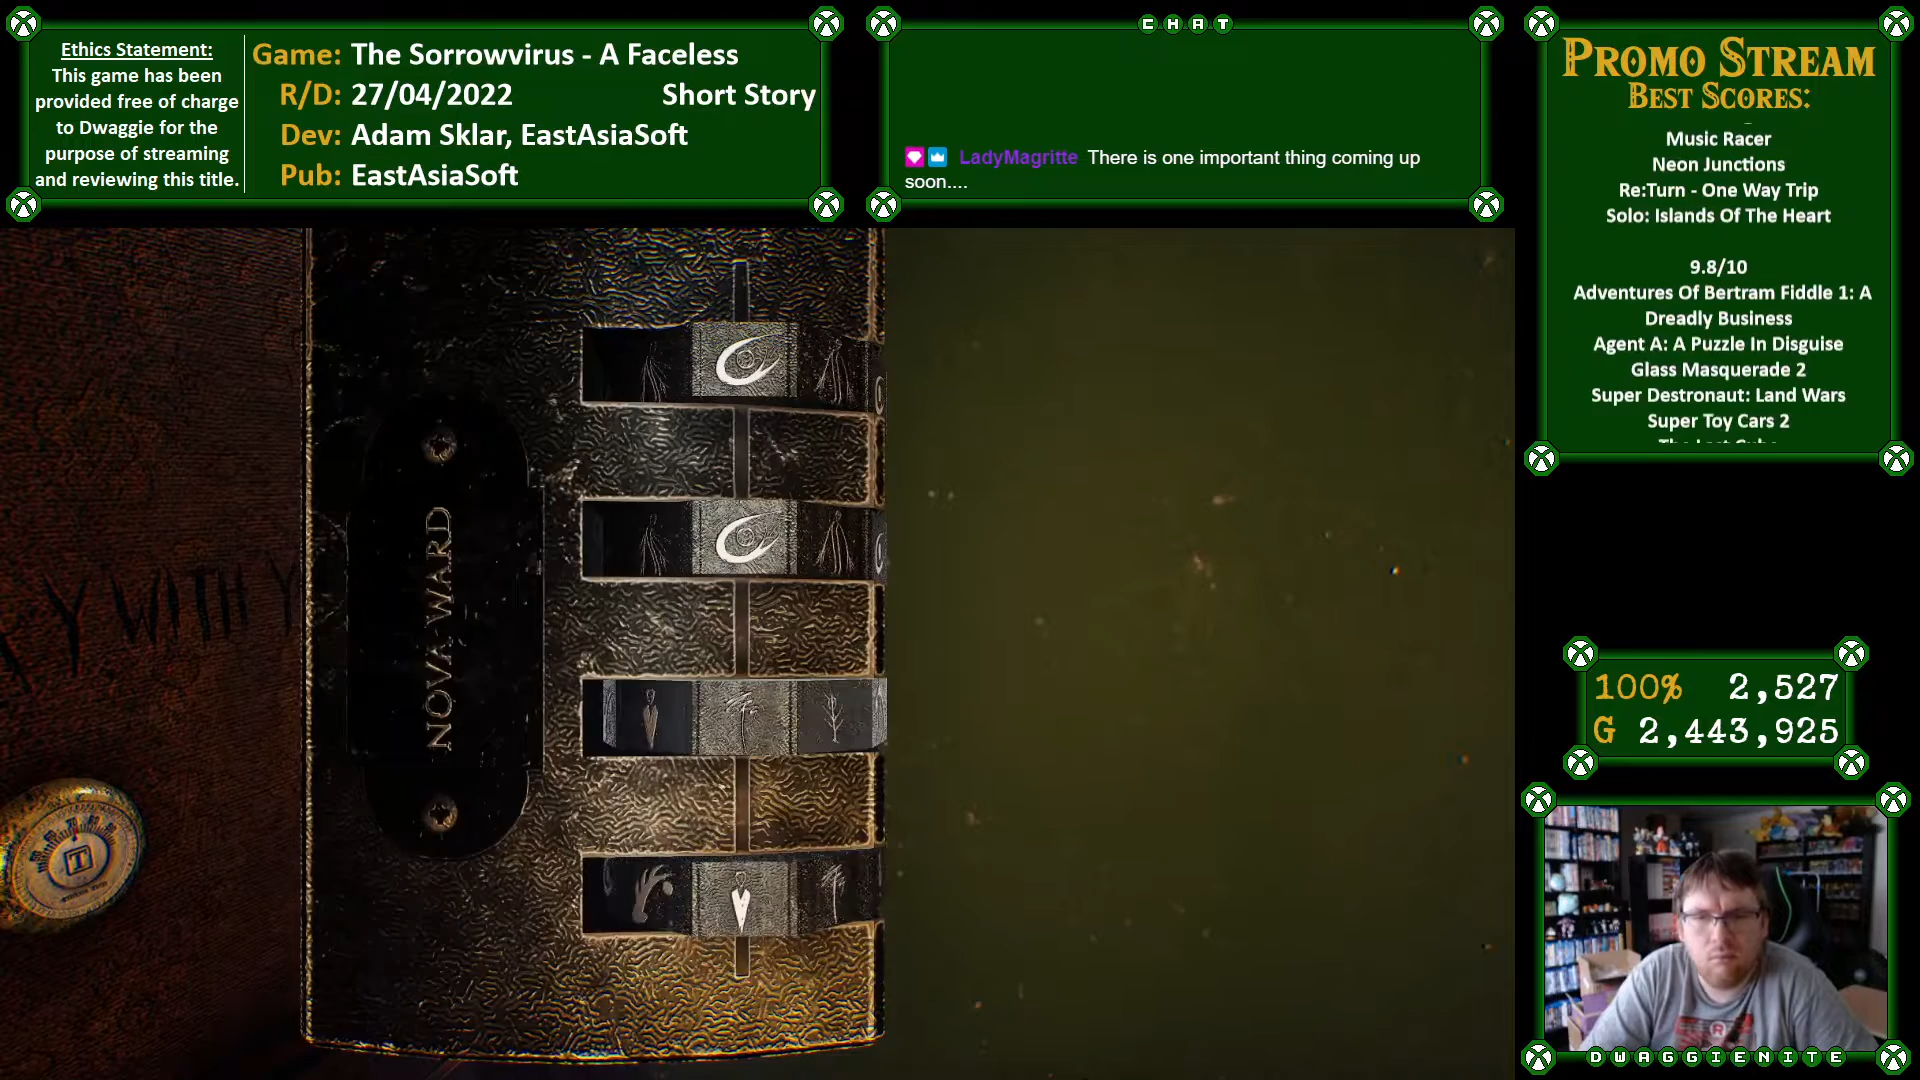 Ethics Statement:
This game has been
provided free of charge
to Dwaggie for the
purpose of streaming
and reviewing this title.
Game: The Sorrowvirus - A Faceless
R/D: 27/04/2022 Short Story
Dev: Adam Sklar, EastAsiaSoft
Pub: EastAsiaSoft
CHAT
LadyMagritte There is one important thing coming up
soon....
PROMO STREAM
BEST SCORES:
Music Racer
Neon Junctions
Re:Turn - One Way Trip
Solo: Islands Of The Heart
9.8/10
Adventures Of Bertram Fiddle 1: A
Dreadly Business
Agent A: A Puzzle In Disguise
Glass Masquerade 2
Super Destronaut: Land Wars
Super Toy Cars 2
Y WITH Y
NOVA WARD
T
100% 2,527
G 2,443,925
DWAGGIENITE